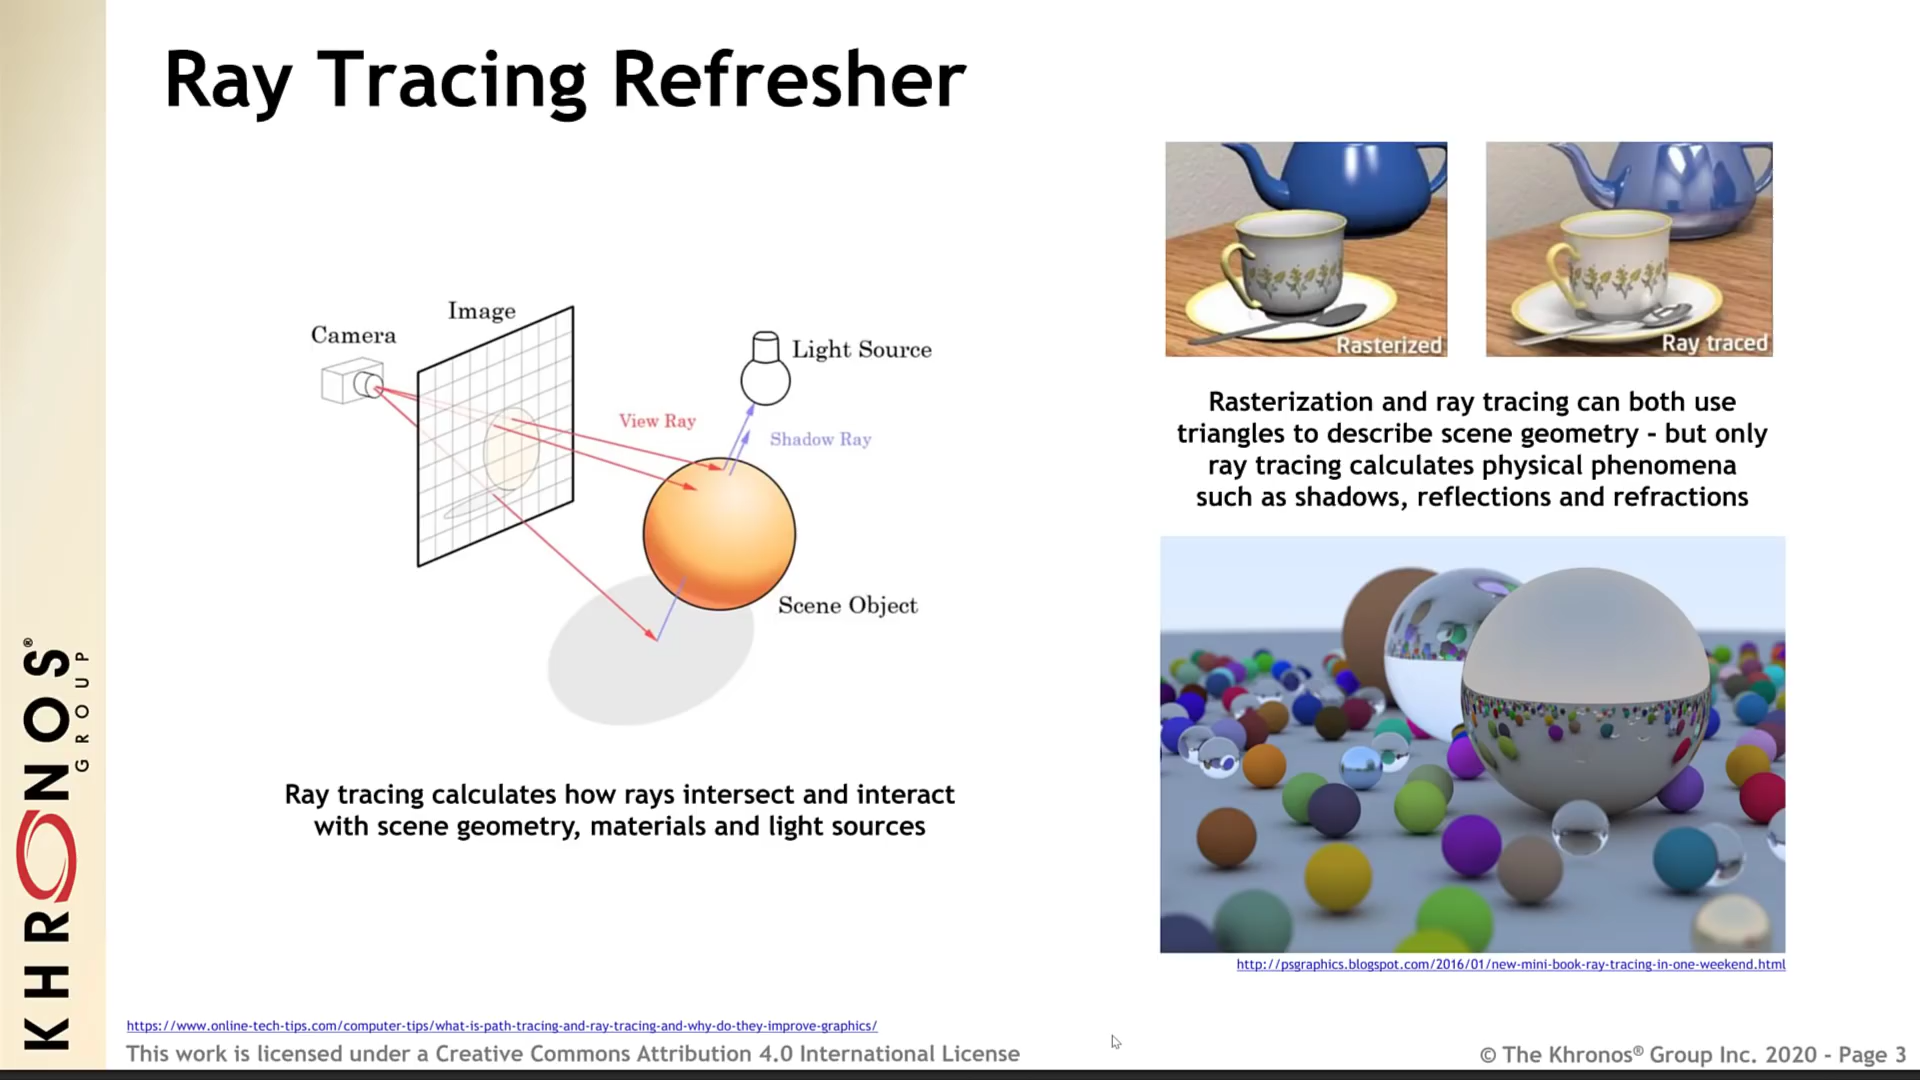 Ray Tracing Refresher
Image
Camera
Light Source
View Ray
Shadow Ray
Scene Object
Ray tracing calculates how rays intersect and interact
with scene geometry, materials and light sources
Rasterized
Ray traced
Rasterization and ray tracing can both use
triangles to describe scene geometry - but only
ray tracing calculates physical phenomena
such as shadows, reflections and refractions
http://psgraphics.blogspot.com/2016/01/new-mini-book-ray-tracing-in-one-weekend.html
KHRONOS®
GROUP
https://www.online-tech-tips.com/computer-tips/what-is-path-tracing-and-ray-tracing-and-why-do-they-improve-graphics/
This work is licensed under a Creative Commons Attribution 4.0 International License
© The Khronos® Group Inc. 2020 - Page 3